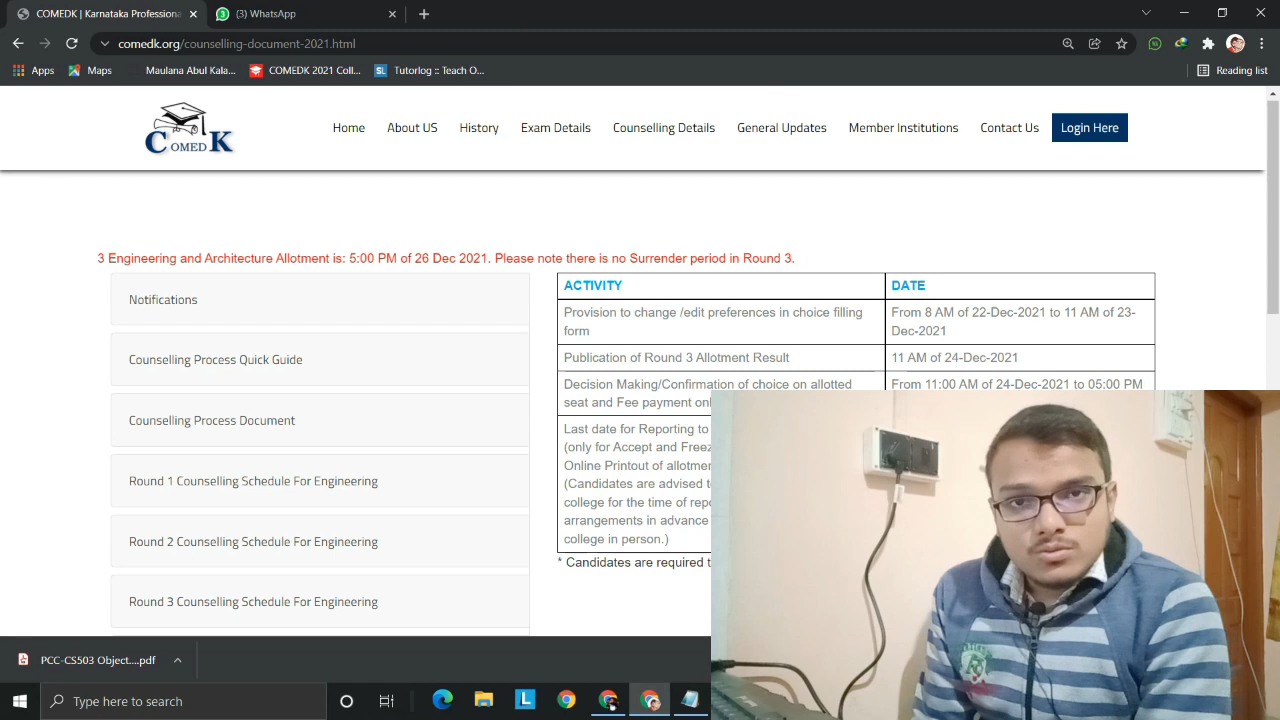 COMEDK | Karnataka Professiona
(3) WhatsApp
comedk.org/counselling-document-2021.html
Apps
Maps
Maulana Abul Kala...
COMEDK 2021 Coll...
Tutorlog :: Teach O...
Reading list
COMEDK
Home
About US
History
Exam Details
Counselling Details
General Updates
Member Institutions
Contact Us
Login Here
3 Engineering and Architecture Allotment is: 5:00 PM of 26 Dec 2021. Please note there is no Surrender period in Round 3.
Notifications
Counselling Process Quick Guide
Counselling Process Document
Round 1 Counselling Schedule For Engineering
Round 2 Counselling Schedule For Engineering
Round 3 Counselling Schedule For Engineering
ACTIVITY
DATE
Provision to change /edit preferences in choice filling
form
From 8 AM of 22-Dec-2021 to 11 AM of 23-
Dec-2021
Publication of Round 3 Allotment Result
11 AM of 24-Dec-2021
Decision Making/Confirmation of choice on allotted
seat and Fee payment onl
From 11:00 AM of 24-Dec-2021 to 05:00 PM
Last date for Reporting to
(only for Accept and Freez
Online Printout of allotmen
(Candidates are advised to
college for the time of repo
arrangements in advance
college in person.)
* Candidates are required t
PCC-CS503 Object....pdf
Type here to search